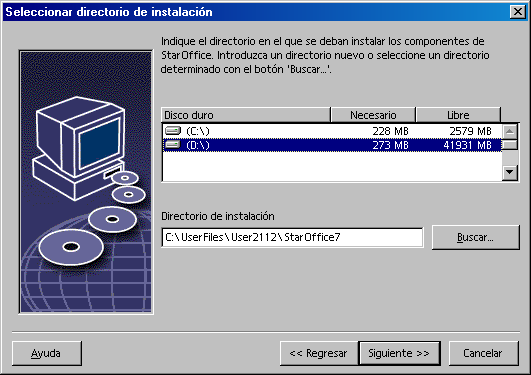 Seleccionar directorio de instalación
Indique el directorio en el que se deban instalar los componentes de
StarOffice. Introduzca un directorio nuevo o seleccione un directorio
determinado con el botón 'Buscar...'.
Disco duro Necesario Libre
(C:\) 228 MB 2579 MB
(D:\) 273 MB 41931 MB
Directorio de instalación
C:\UserFiles\User2112\StarOffice7 Buscar...
Ayuda << Regresar Siguiente >> Cancelar